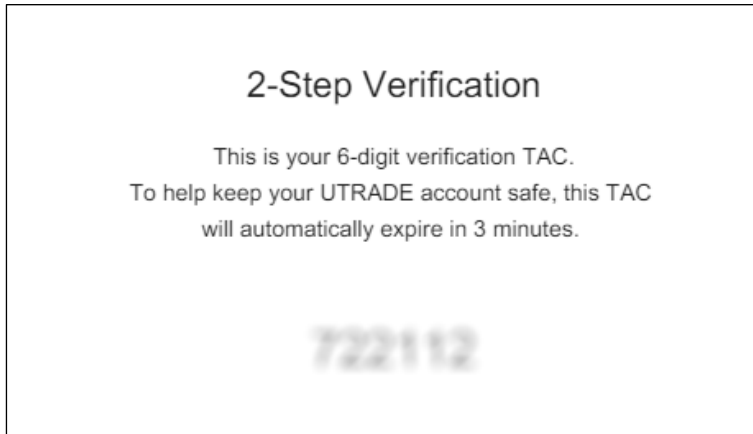 2-Step Verification
This is your 6-digit verification TAC.
To help keep your UTRADE account safe, this TAC
will automatically expire in 3 minutes.